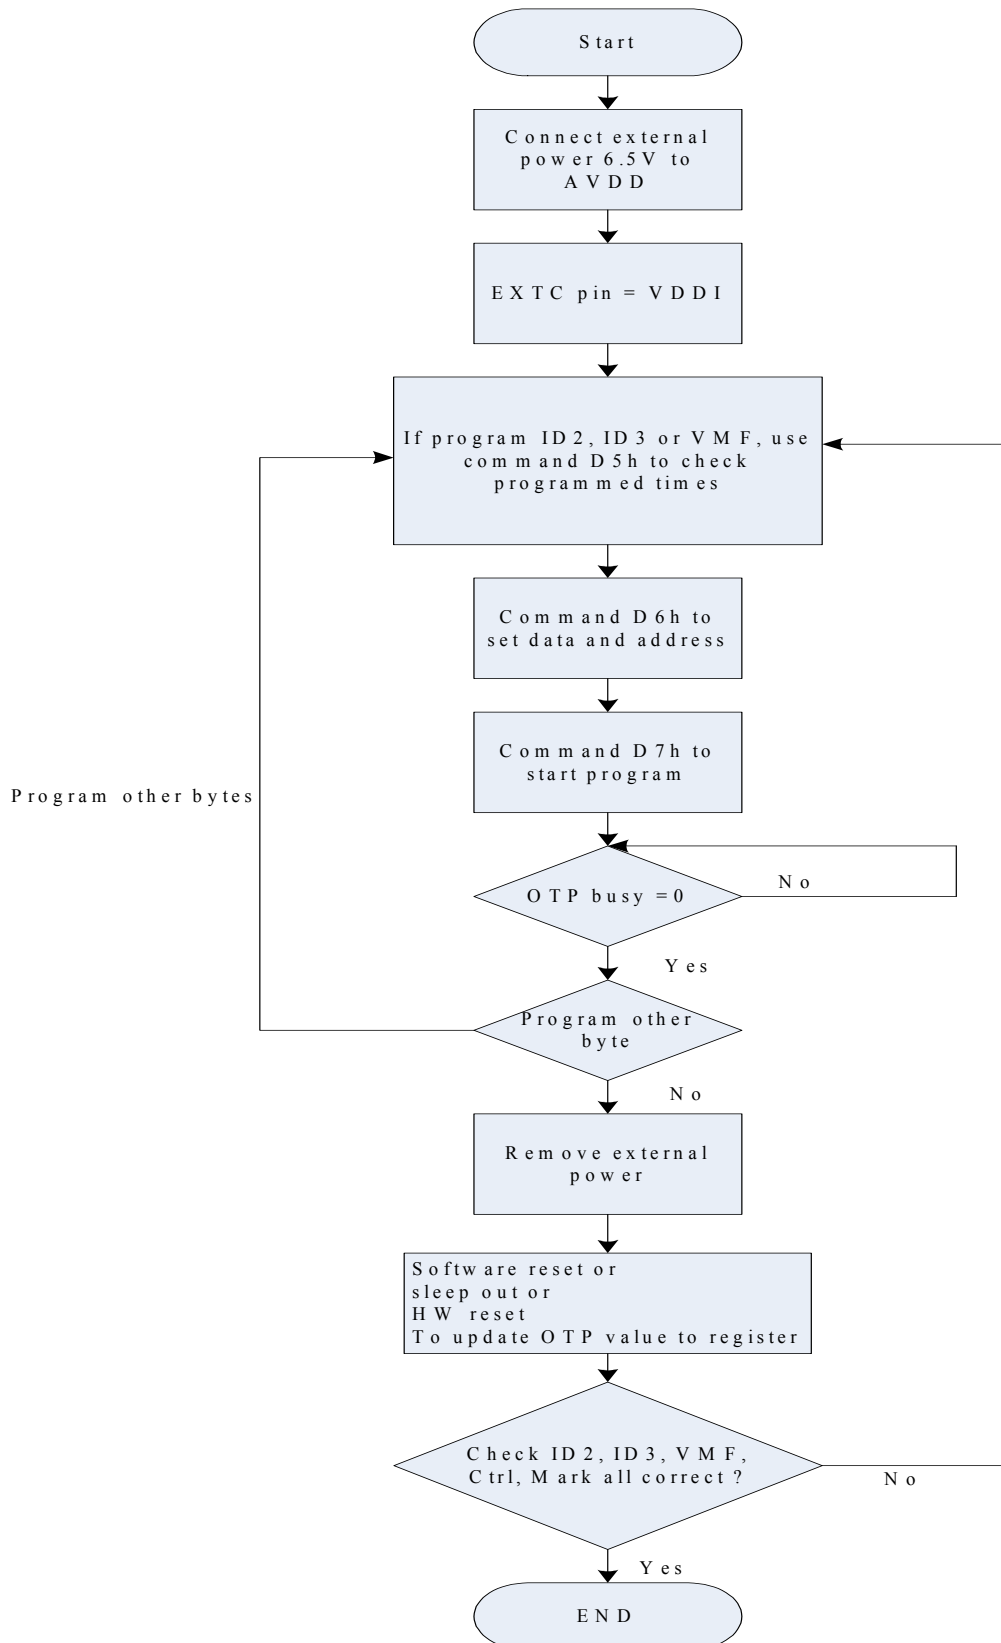 Start
Connect external
power 6.5V to
AVDD
EXTC pin = VDDI
If program ID2, ID3 or VMF, use
command D5h to check
programmed times
Command D6h to
set data and address
Command D7h to
start program
Program other bytes
OTP busy =0
No
Yes
Program other
byte
No
Remove external
power
Software reset or
sleep out or
HW reset
To update OTP value to register
Check ID2, ID3, VMF,
Ctrl, Mark all correct ?
No
Yes
END